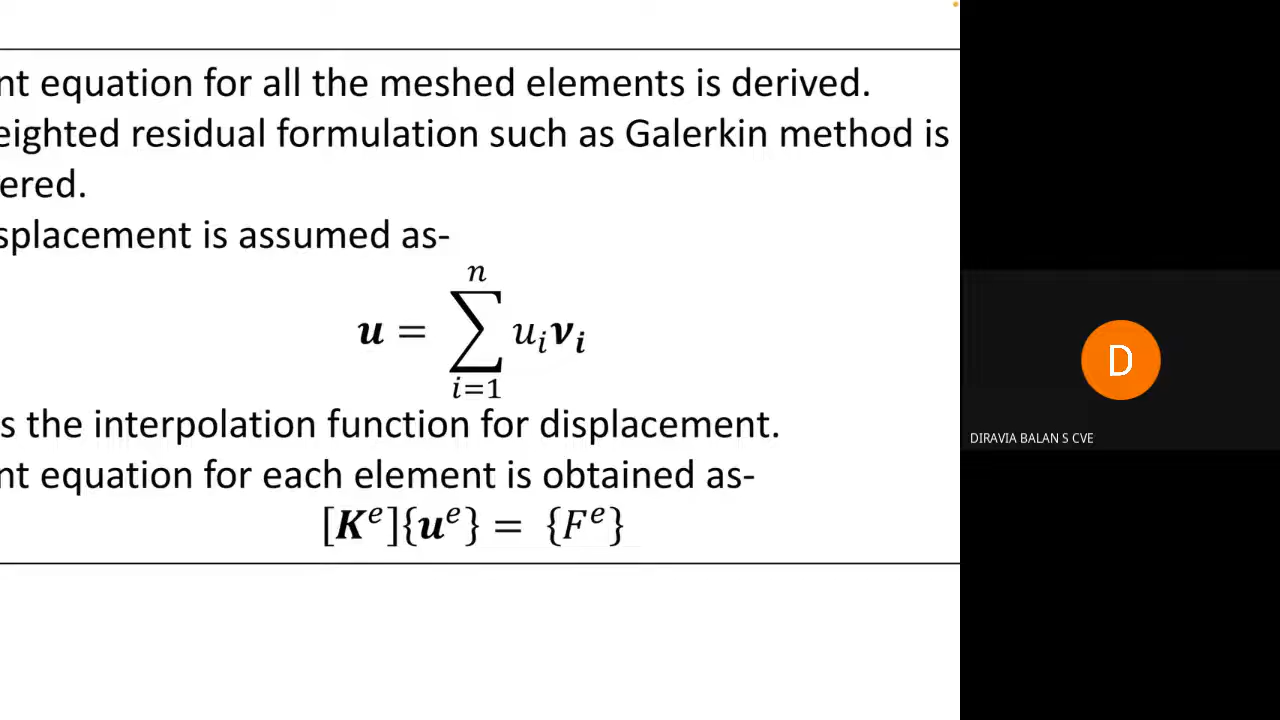 nt equation for all the meshed elements is derived.
eighted residual formulation such as Galerkin method is
ered.
splacement is assumed as-
n
u = ∑ uᵢνᵢ
i=1
s the interpolation function for displacement.
nt equation for each element is obtained as-
[Kᵉ]{uᵉ} = {Fᵉ}
D
DIRAVIA BALAN S CVE